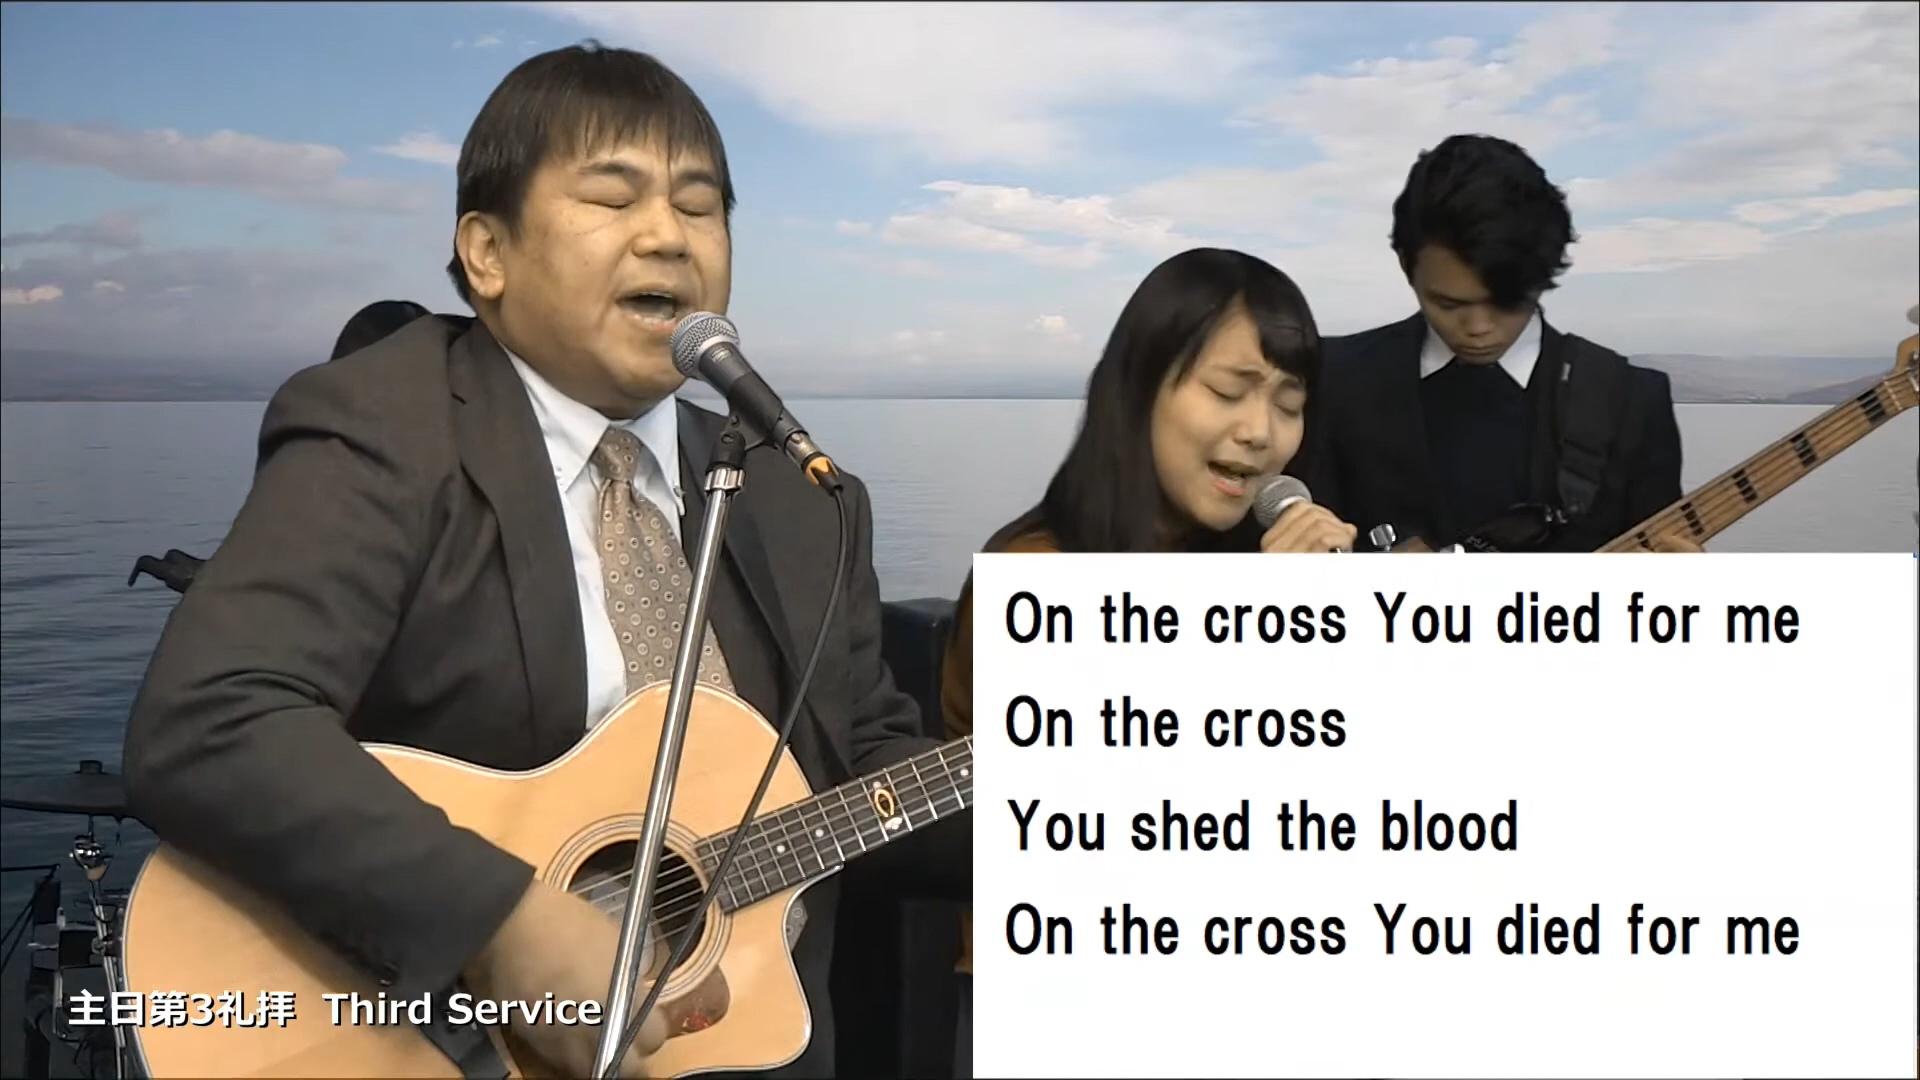 On the cross You died for me
On the cross
You shed the blood
On the cross You died for me
主日第3礼拝 Third Service